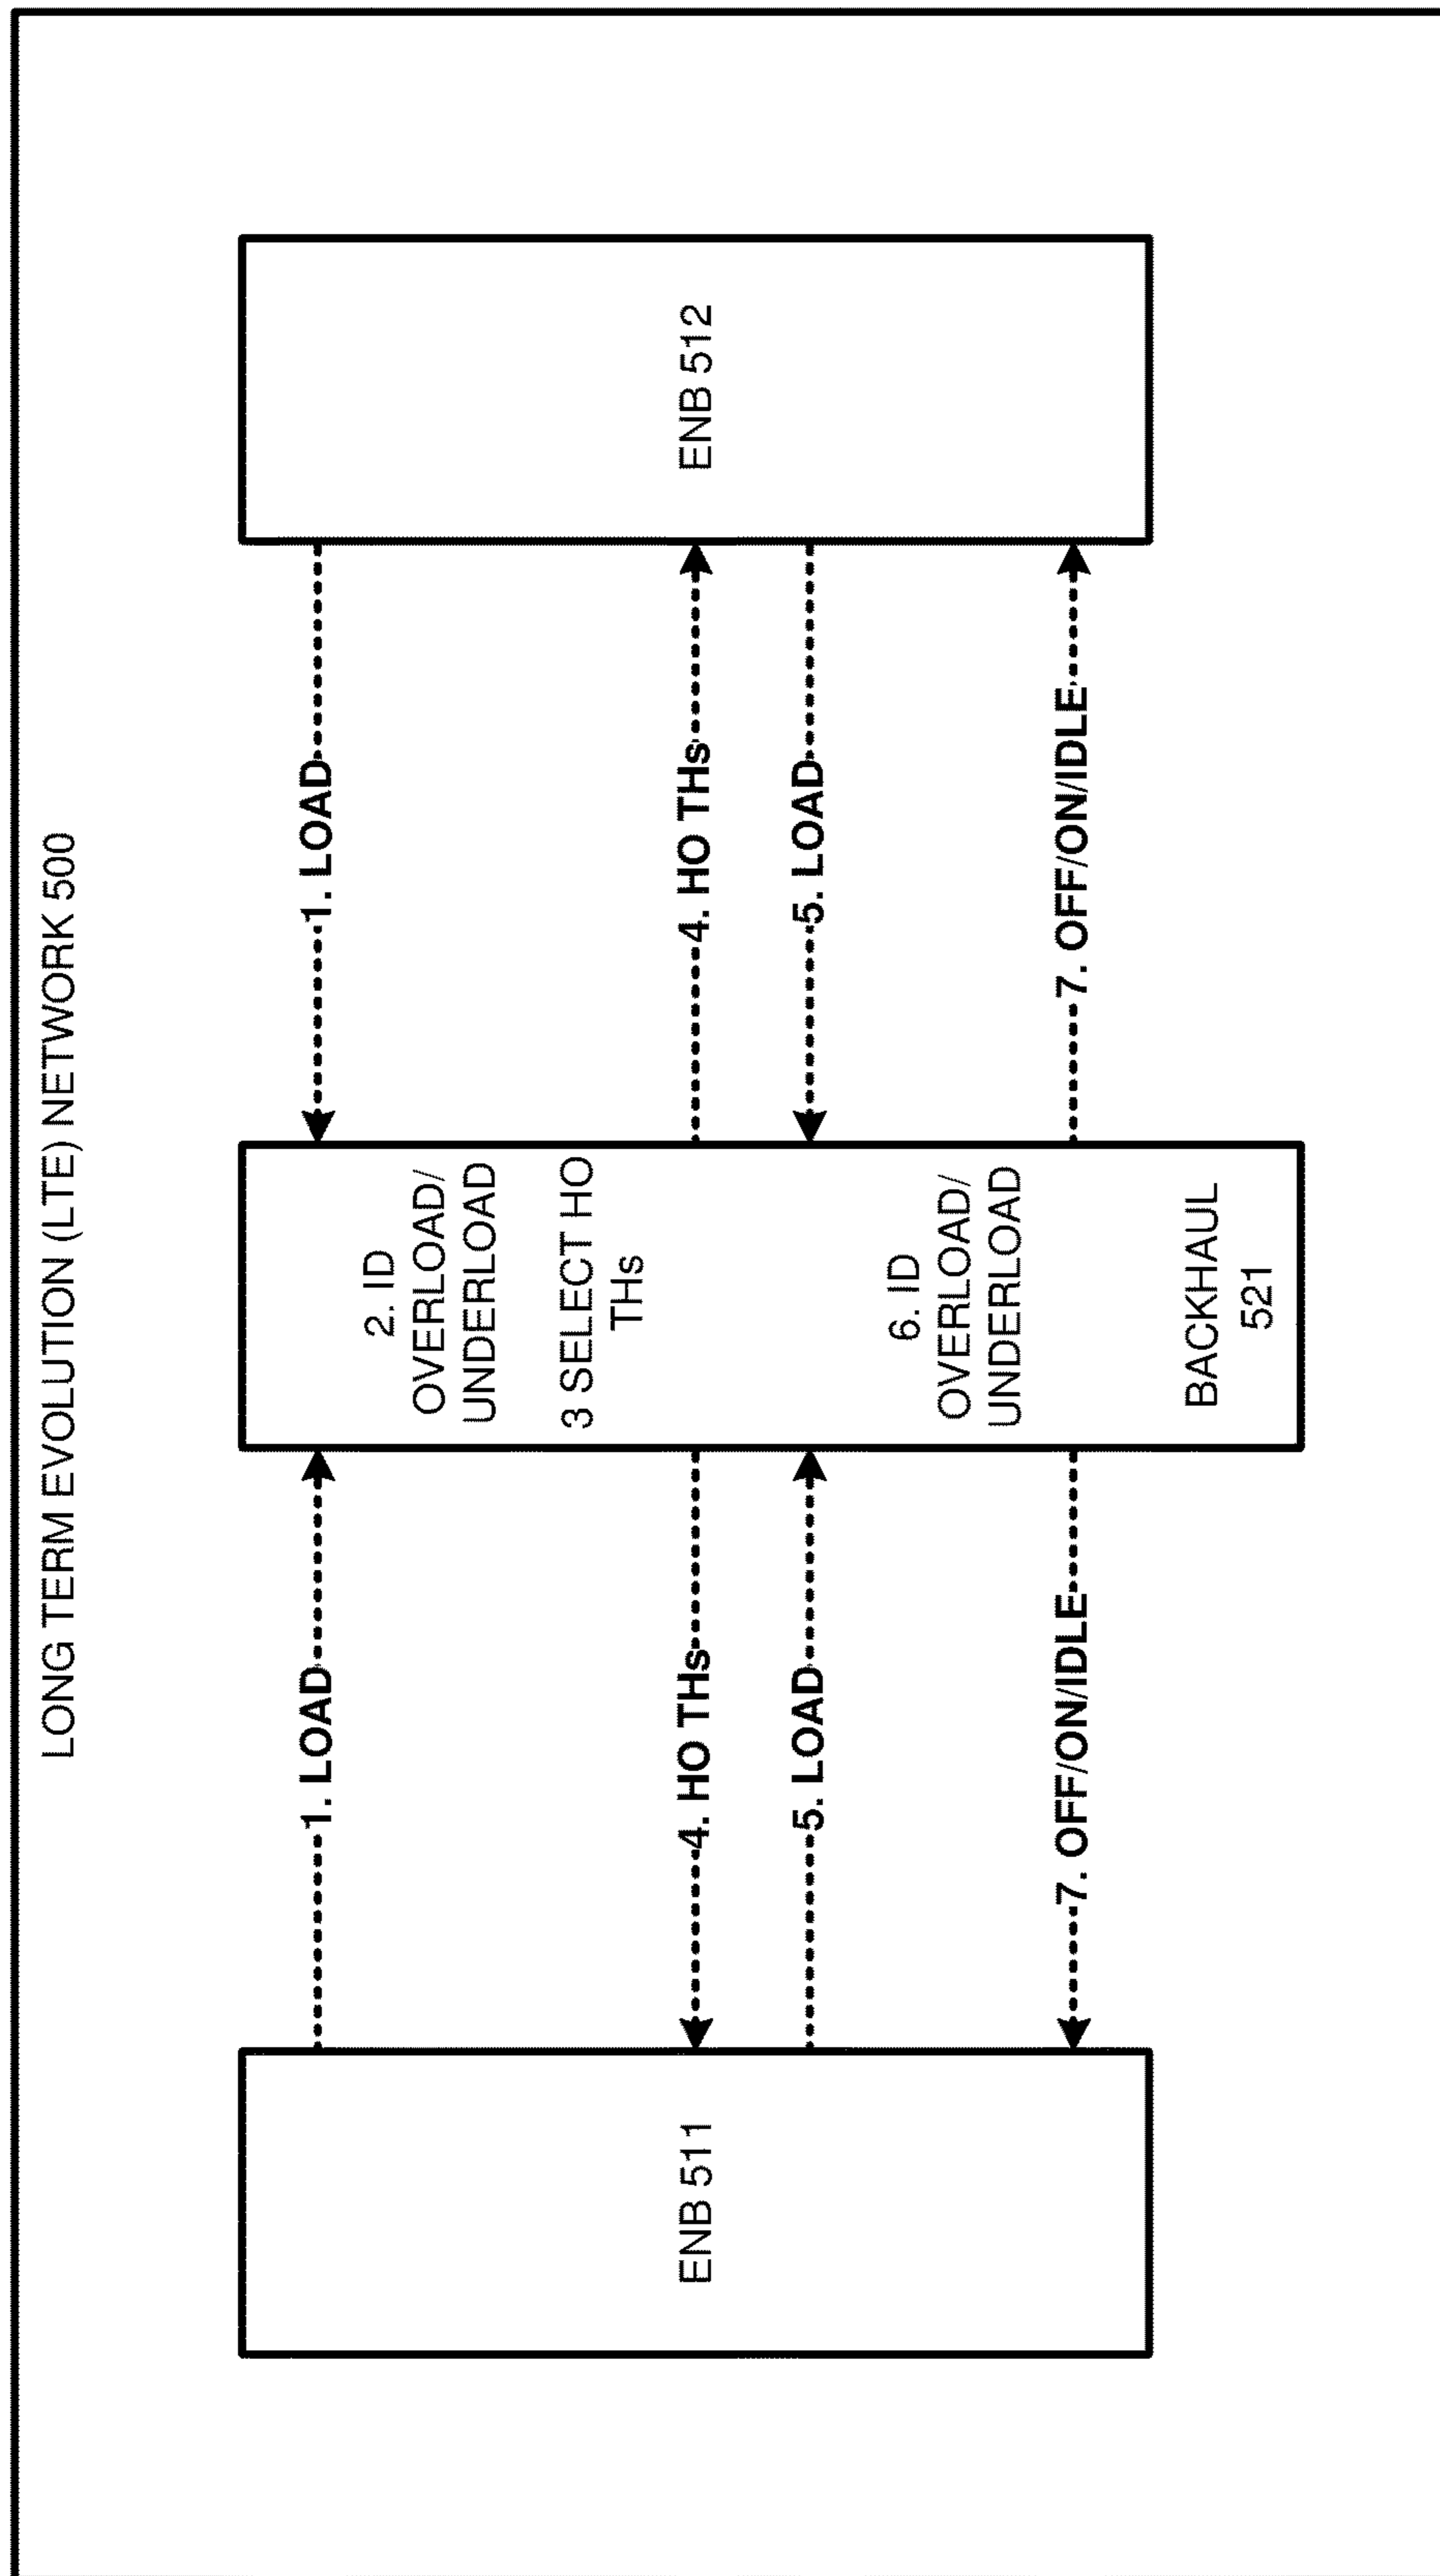 LONG TERM EVOLUTION (LTE) NETWORK 500
1. LOAD
1. LOAD
2. ID
OVERLOAD/
UNDERLOAD
3 SELECT HO
THs
4. HO THs
ENB 511
4. HO THs
ENB 512
5. LOAD
5. LOAD
6. ID
OVERLOAD/
UNDERLOAD
7. OFF/ON/IDLE
7. OFF/ON/IDLE
BACKHAUL
521